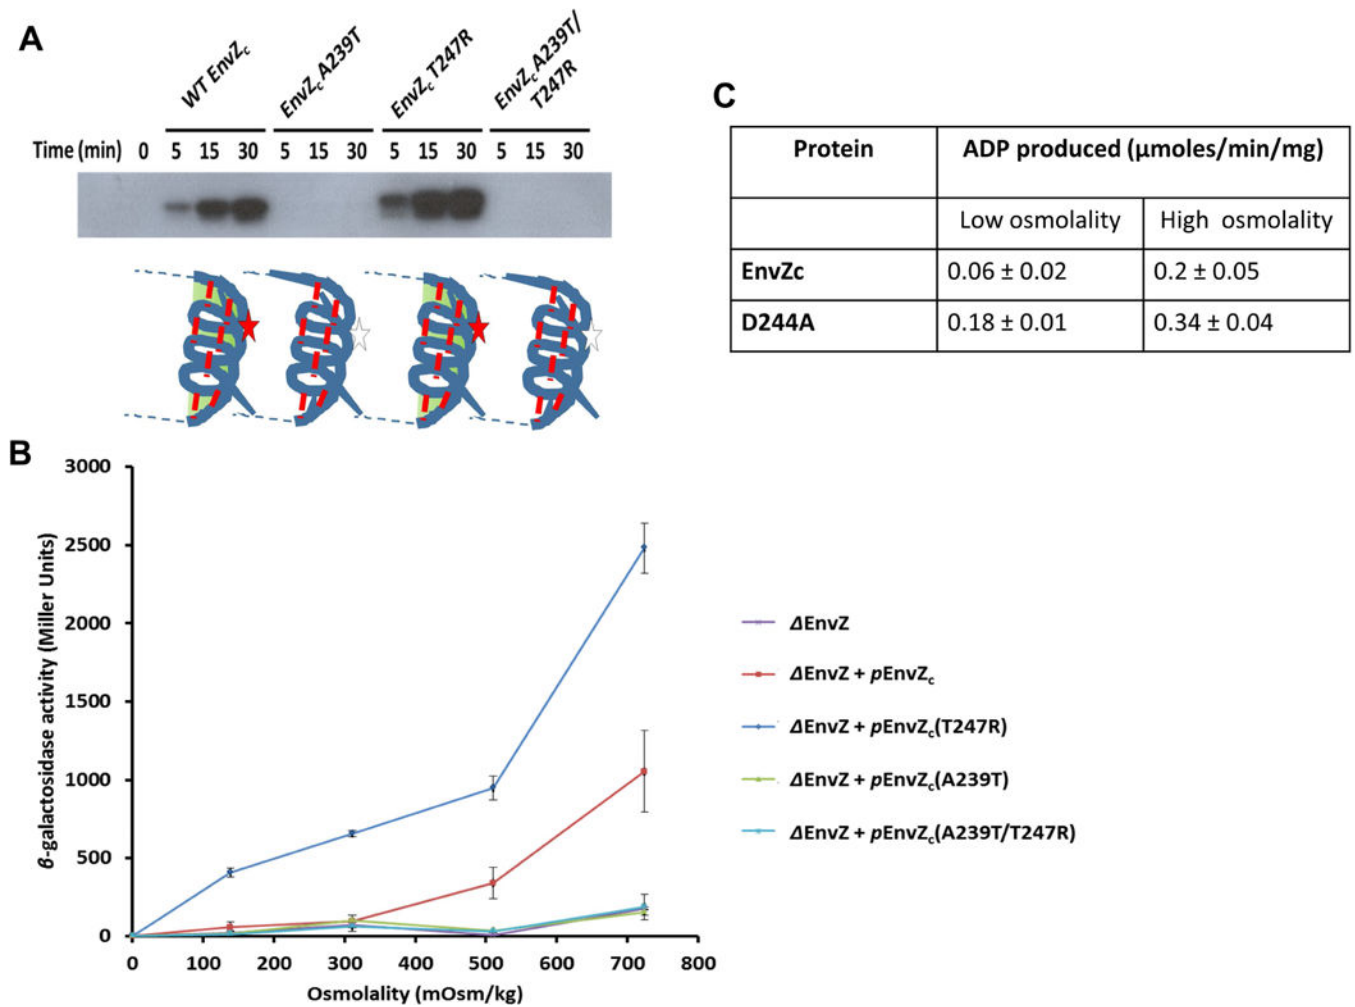 A
WT EnvZc
EnvZc A239T
EnvZc T247R
EnvZc A239T/
T247R
Time (min) 0 5 15 30 5 15 30 5 15 30 5 15 30
C
Protein ADP produced (μmoles/min/mg)
Low osmolality High osmolality
EnvZc 0.06 ± 0.02 0.2 ± 0.05
D244A 0.18 ± 0.01 0.34 ± 0.04
B
β-galactosidase activity (Miller Units)
3000
2500
2000
1500
1000
500
0
0 100 200 300 400 500 600 700 800
Osmolality (mOsm/kg)
ΔEnvZ
ΔEnvZ + pEnvZc
ΔEnvZ + pEnvZc(T247R)
ΔEnvZ + pEnvZc(A239T)
ΔEnvZ + pEnvZc(A239T/T247R)